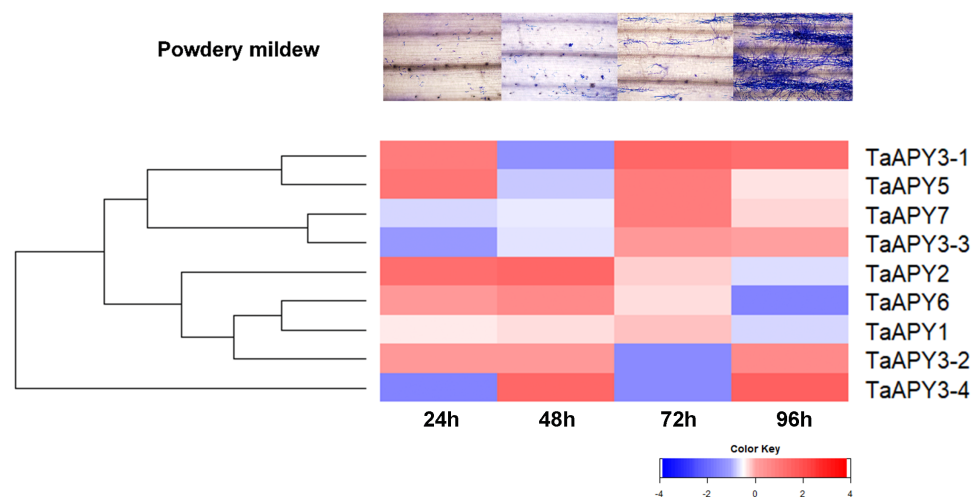 Powdery mildew
TaAPY3-1
TaAPY5
TaAPY7
TaAPY3-3
TaAPY2
TaAPY6
TaAPY1
TaAPY3-2
TaAPY3-4
24h 48h 72h 96h
Color Key
-4 -2 0 2 4